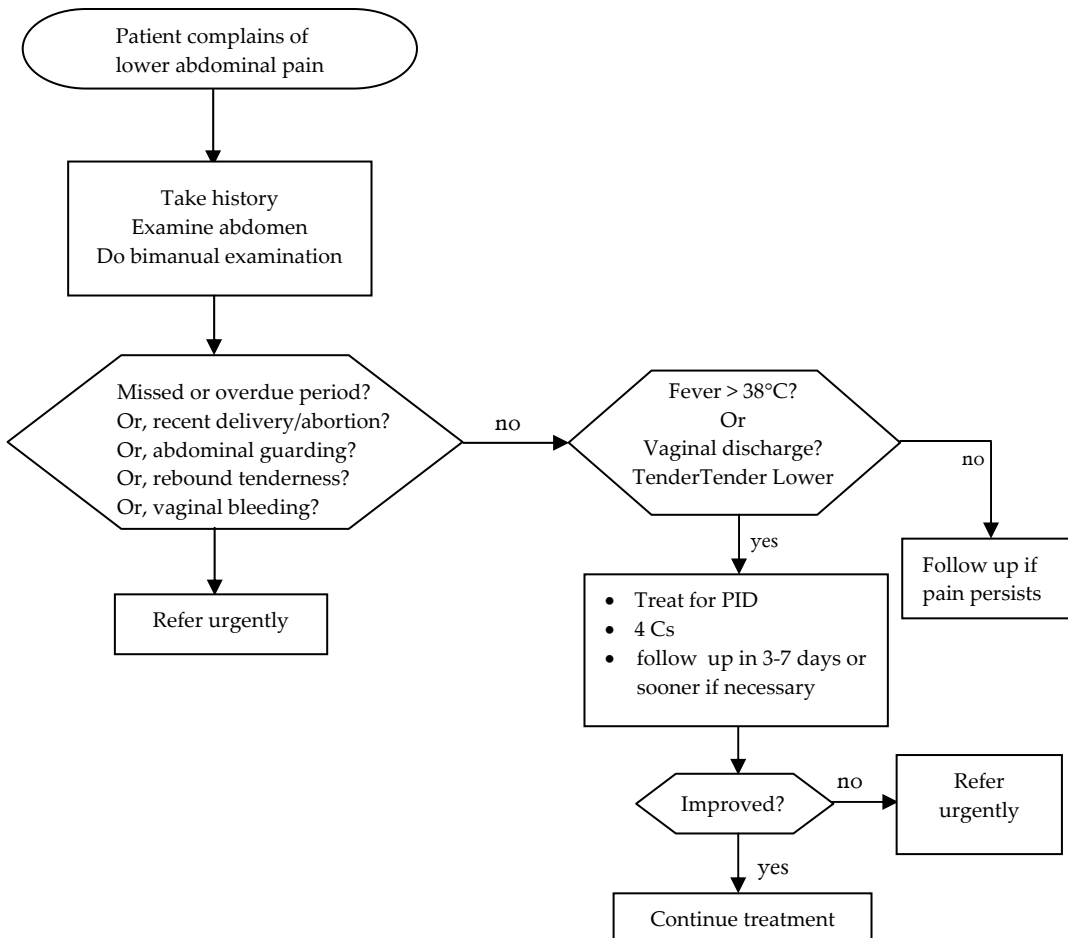 Patient complains of
lower abdominal pain
Take history
Examine abdomen
Do bimanual examination
Missed or overdue period?
Or, recent delivery/abortion?
Or, abdominal guarding?
Or, rebound tenderness?
Or, vaginal bleeding?
no
Fever > 38°C?
Or
Vaginal discharge?
TenderTender Lower
no
yes
Refer urgently
Follow up if
pain persists
• Treat for PID
• 4 Cs
• follow up in 3-7 days or
sooner if necessary
Improved?
no
Refer
urgently
yes
Continue treatment